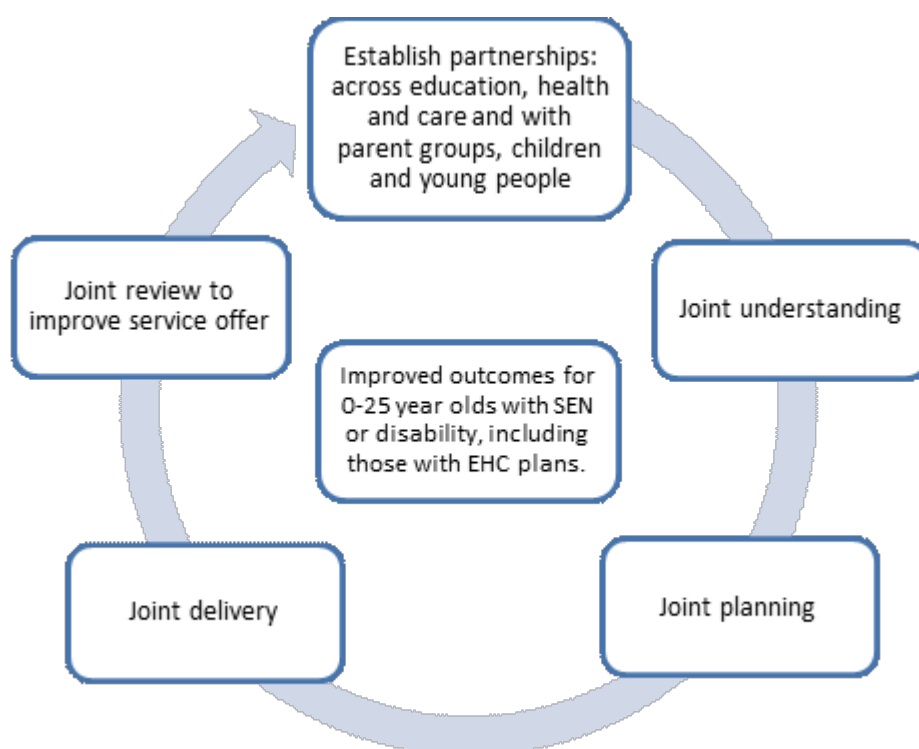 Establish partnerships:
across education, health
and care and with
parent groups, children
and young people
Joint understanding
Joint planning
Joint delivery
Joint review to
improve service offer
Improved outcomes for
0-25 year olds with SEN
or disability, including
those with EHC plans.